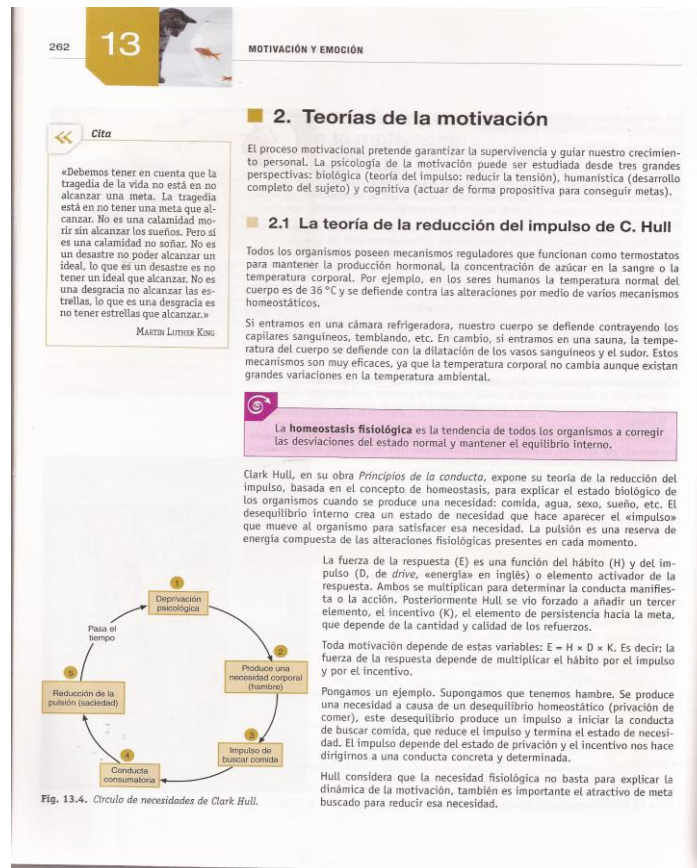 262
13
MOTIVACIÓN Y EMOCIÓN
Cita
«Debemos tener en cuenta que la
tragedia de la vida no está en no
alcanzar una meta. La tragedia
está en no tener una meta que al-
canzar. No es una calamidad mo-
rir sin alcanzar los sueños. Pero sí
es una calamidad no soñar. No es
un desastre no poder alcanzar un
ideal, lo que es un desastre es no
tener un ideal que alcanzar. No es
una desgracia no alcanzar las es-
trellas, lo que es una desgracia es
no tener estrellas que alcanzar.»
Martin Luther King
2. Teorías de la motivación
El proceso motivacional pretende garantizar la supervivencia y guiar nuestro crecimien-
to personal. La psicología de la motivación puede ser estudiada desde tres grandes
perspectivas: biológica (teoría del impulso: reducir la tensión), humanística (desarrollo
completo del sujeto) y cognitiva (actuar de forma propositiva para conseguir metas).
2.1 La teoría de la reducción del impulso de C. Hull
Todos los organismos poseen mecanismos reguladores que funcionan como termostatos
para mantener la producción hormonal, la concentración de azúcar en la sangre o la
temperatura corporal. Por ejemplo, en los seres humanos la temperatura normal del
cuerpo es de 36 °C y se defiende contra las alteraciones por medio de varios mecanismos
homeostáticos.
Si entramos en una cámara refrigeradora, nuestro cuerpo se defiende contrayendo los
capilares sanguíneos, temblando, etc. En cambio, si entramos en una sauna, la tempe-
ratura del cuerpo se defiende con la dilatación de los vasos sanguíneos y el sudor. Estos
mecanismos son muy eficaces, ya que la temperatura corporal no cambia aunque existan
grandes variaciones en la temperatura ambiental.
La homeostasis fisiológica es la tendencia de todos los organismos a corregir
las desviaciones del estado normal y mantener el equilibrio interno.
Clark Hull, en su obra Principios de la conducta, expone su teoría de la reducción del
impulso, basada en el concepto de homeostasis, para explicar el estado biológico de
los organismos cuando se produce una necesidad: comida, agua, sexo, sueño, etc. El
desequilibrio interno crea un estado de necesidad que hace aparecer el «impulso»
que mueve al organismo para satisfacer esa necesidad. La pulsión es una reserva de
energía compuesta de las alteraciones fisiológicas presentes en cada momento.
La fuerza de la respuesta (E) es una función del hábito (H) y del im-
pulso (D, de drive, «energía» en inglés) o elemento activador de la
respuesta. Ambos se multiplican para determinar la conducta manifies-
ta o la acción. Posteriormente Hull se vio forzado a añadir un tercer
elemento, el incentivo (K), el elemento de persistencia hacia la meta,
que depende de la cantidad y calidad de los refuerzos.
Toda motivación depende de estas variables: E = H × D × K. Es decir: la
fuerza de la respuesta depende de multiplicar el hábito por el impulso
y por el incentivo.
Pongamos un ejemplo. Supongamos que tenemos hambre. Se produce
una necesidad a causa de un desequilibrio homeostático (privación de
comer), este desequilibrio produce un impulso a iniciar la conducta
de buscar comida, que reduce el impulso y termina el estado de necesi-
dad. El impulso depende del estado de privación y el incentivo nos hace
dirigirnos a una conducta concreta y determinada.
Hull considera que la necesidad fisiológica no basta para explicar la
dinámica de la motivación, también es importante el atractivo de meta
buscado para reducir esa necesidad.
1
Deprivación
psicológica
2
Produce una
necesidad corporal
(hambre)
3
Impulso de
buscar comida
4
Conducta
consumatoria
5
Reducción de la
pulsión (saciedad)
Pasa el
tiempo
Fig. 13.4. Círculo de necesidades de Clark Hull.